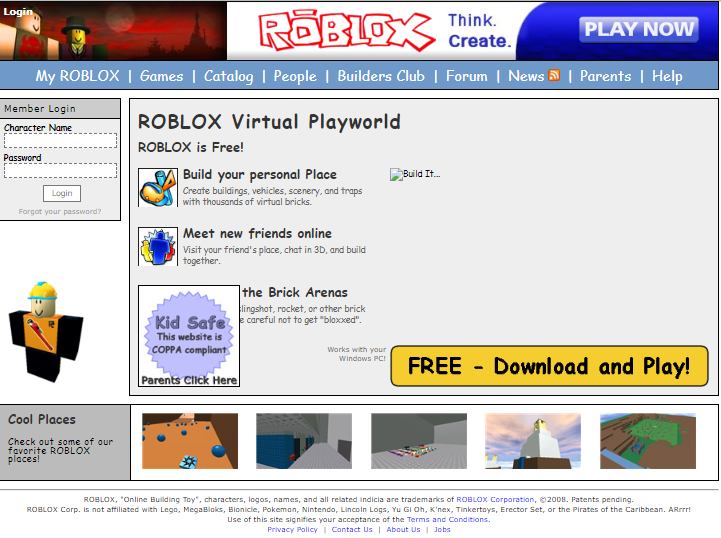 Login
ROBLOX Think.
Create.
PLAY NOW
My ROBLOX | Games | Catalog | People | Builders Club | Forum | News | Parents | Help
Member Login
Character Name
Password
Login
Forgot your password?
ROBLOX Virtual Playworld
ROBLOX is Free!
Build your personal Place
Create buildings, vehicles, scenery, and traps
with thousands of virtual bricks.
Build It...
Meet new friends online
Visit your friend's place, chat in 3D, and build
together.
the Brick Arenas
slingshot, rocket, or other brick
careful not to get "bloxxed".
Kid Safe
This website is
COPPA compliant
Parents Click Here
Works with your
Windows PC!
FREE - Download and Play!
Cool Places
Check out some of our
favorite ROBLOX
places!
ROBLOX, "Online Building Toy", characters, logos, names, and all related indicia are trademarks of ROBLOX Corporation, ©2008. Patents pending.
ROBLOX Corp. is not affiliated with Lego, MegaBloks, Bionicle, Pokemon, Nintendo, Lincoln Logs, Yu Gi Oh, K'nex, Tinkertoys, Erector Set, or the Pirates of the Caribbean. ARrrr!
Use of this site signifies your acceptance of the Terms and Conditions.
Privacy Policy | Contact Us | About Us | Jobs